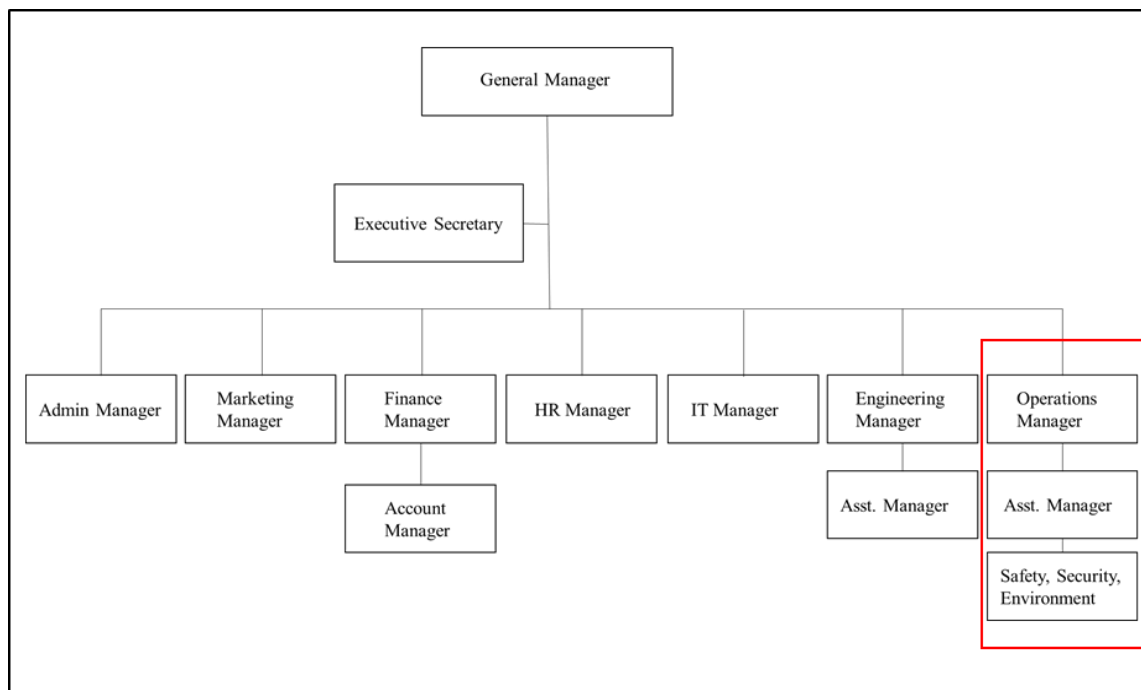 General Manager
Executive Secretary
Admin Manager
Marketing
Manager
Finance
Manager
HR Manager
IT Manager
Engineering
Manager
Operations
Manager
Account
Manager
Asst. Manager
Asst. Manager
Safety, Security,
Environment